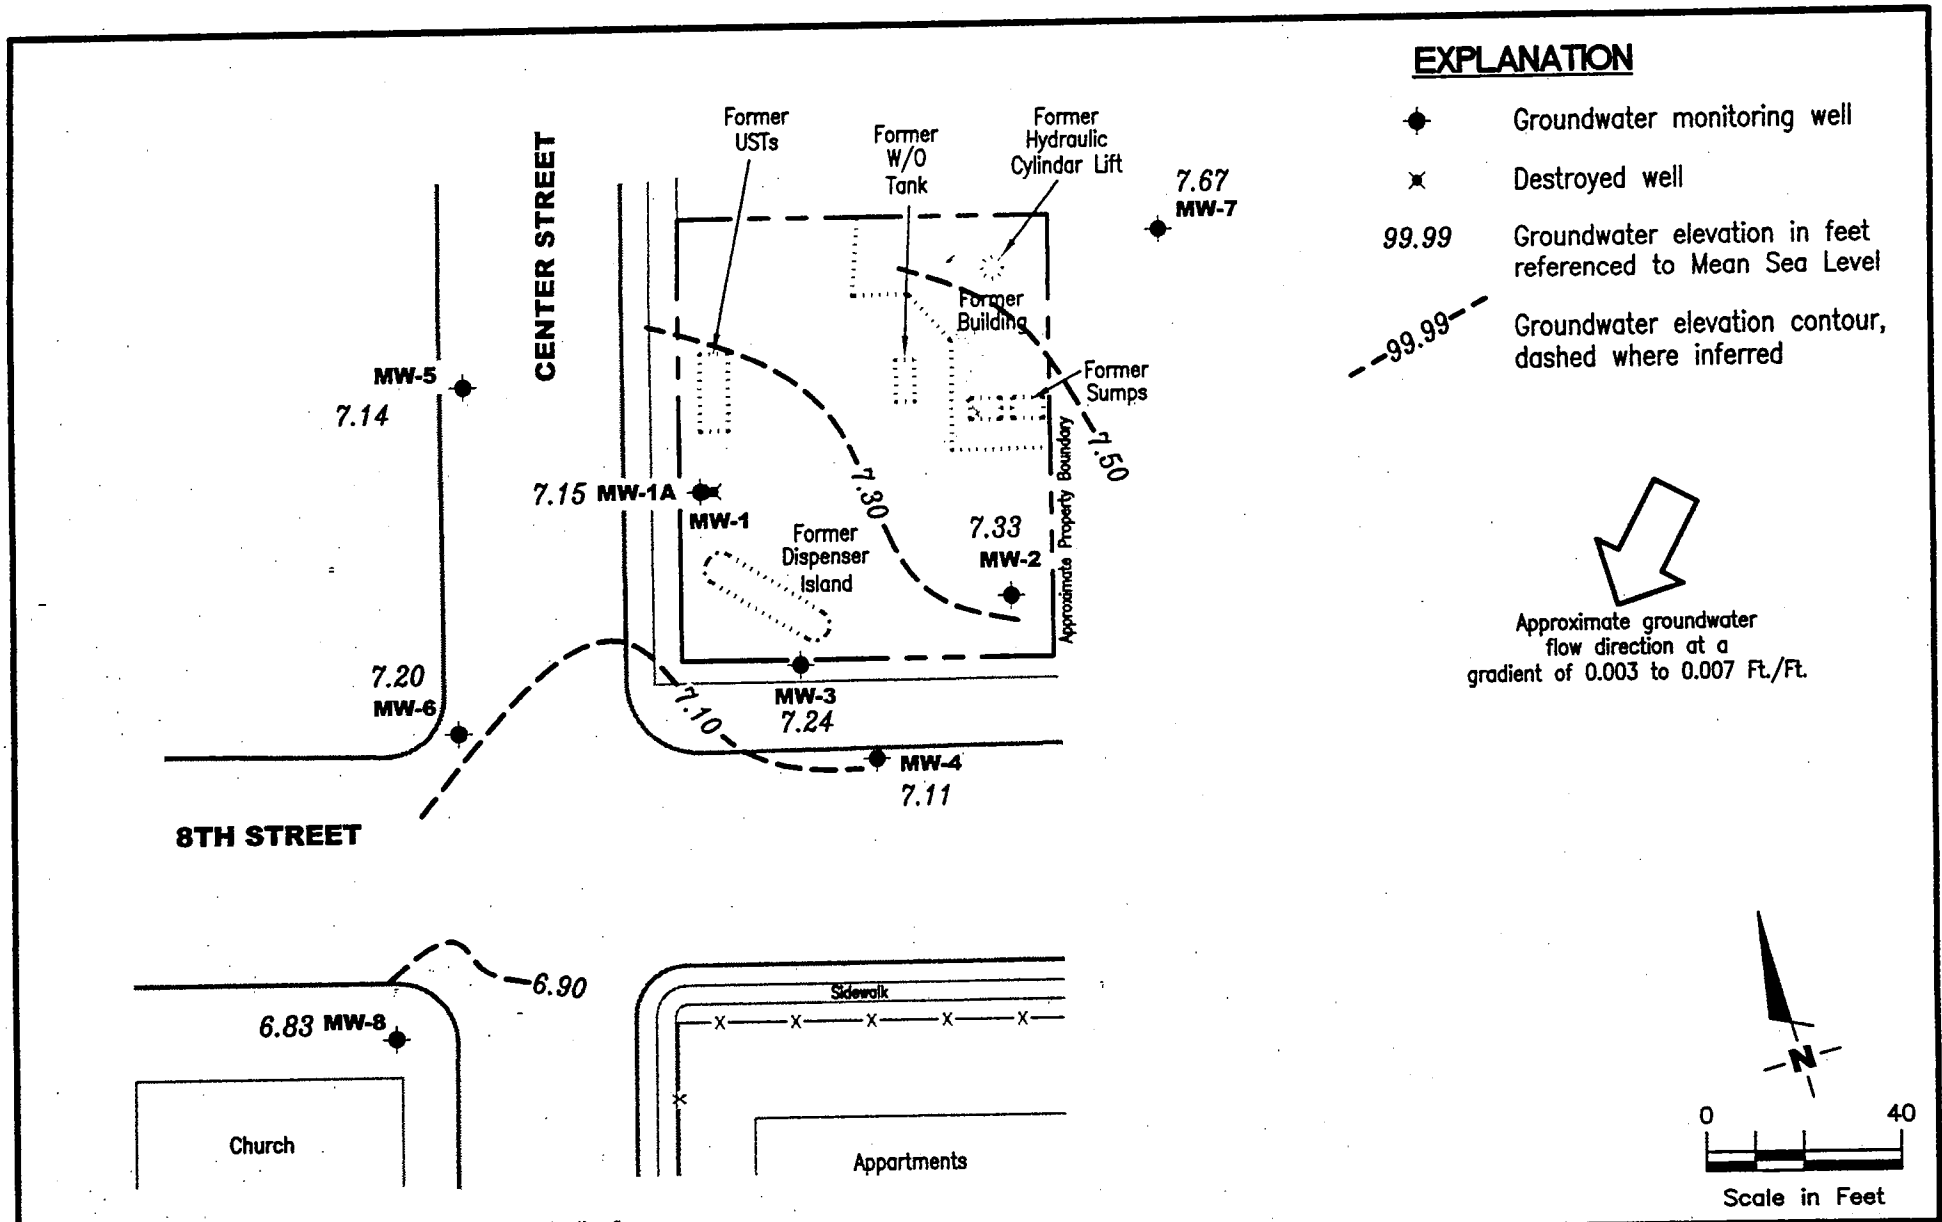 EXPLANATION
Groundwater monitoring well
Destroyed well
99.99
Groundwater elevation in feet
referenced to Mean Sea Level
99.99
Groundwater elevation contour,
dashed where inferred
Former
USTs
Former
W/O
Tank
Former
Hydraulic
Cylindar Lift
7.67
MW-7
CENTER STREET
Former
Building
MW-5
7.14
Former
Sumps
7.50
7.30
7.15 MW-1A
MW-1
Former
Dispenser
Island
7.33
MW-2
Approximate Property Boundary
Approximate groundwater
flow direction at a
gradient of 0.003 to 0.007 Ft./Ft.
7.20
MW-6
7.10
MW-3
7.24
MW-4
7.11
8TH STREET
6.90
6.83 MW-8
Sidewalk
X X X X X
X
Church
Appartments
N
0 40
Scale in Feet